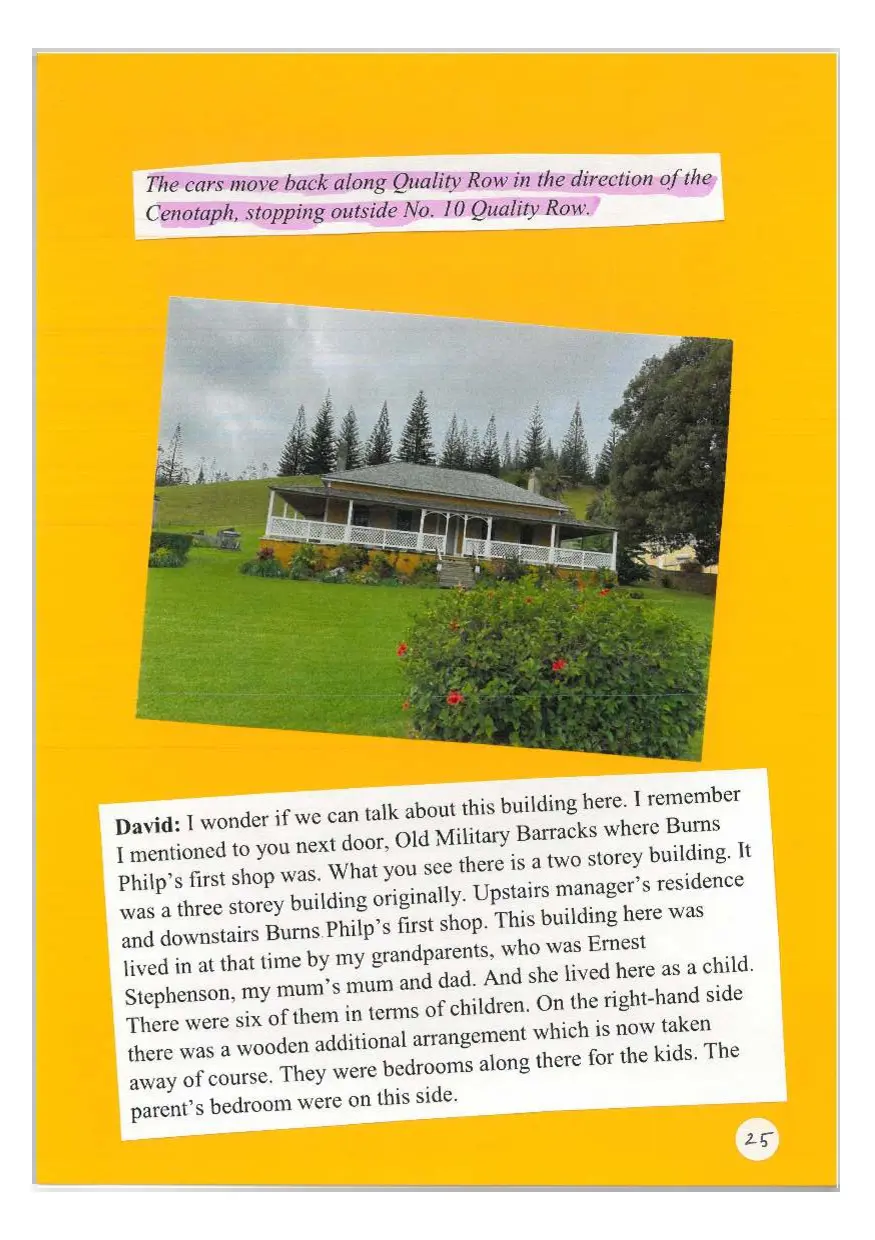 The cars move back along Quality Row in the direction of the
Cenotaph, stopping outside No. 10 Quality Row.
David: I wonder if we can talk about this building here. I remember
I mentioned to you next door, Old Military Barracks where Burns
Philp's first shop was. What you see there is a two storey building. It
was a three storey building originally. Upstairs manager's residence
and downstairs Burns Philp's first shop. This building here was
lived in at that time by my grandparents, who was Ernest
Stephenson, my mum's mum and dad. And she lived here as a child.
There were six of them in terms of children. On the right-hand side
there was a wooden additional arrangement which is now taken
away of course. They were bedrooms along there for the kids. The
parent's bedroom were on this side.
25